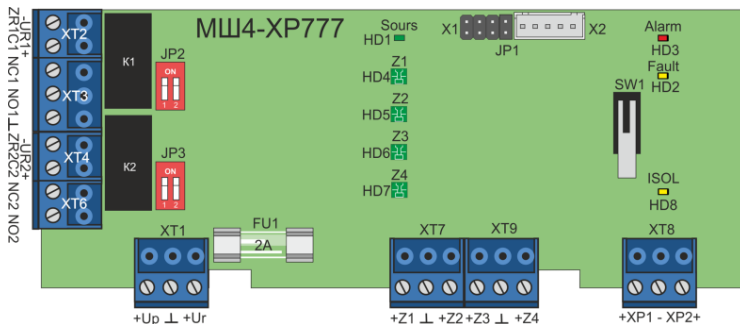 МШ4-ХР777
-UR1+
ZR1C1 NC1 NO1⊥ZR2C2 NC2 NO2
-UR2+
XT2
XT3
XT4
XT6
K1
K2
JP2
ON
1 2
JP3
ON
1 2
Sours
HD1
Z1
HD4
Z2
HD5
Z3
HD6
Z4
HD7
X1
JP1
X2
Alarm
HD3
Fault
HD2
SW1
ISOL
HD8
XT1
FU1
2A
XT7
XT9
XT8
+Up ⊥ +Ur
+Z1 ⊥ +Z2 +Z3 ⊥ +Z4
+XP1 - XP2+